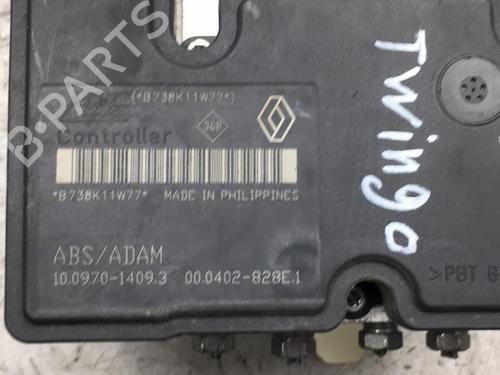 (*B738K11W77*)
Controller
*B738K11W77* MADE IN PHILIPPINES
ABS/ADAM
10.0970-1409.3 00.0402-828E.1
Twingo
>PBT
B-PARTS